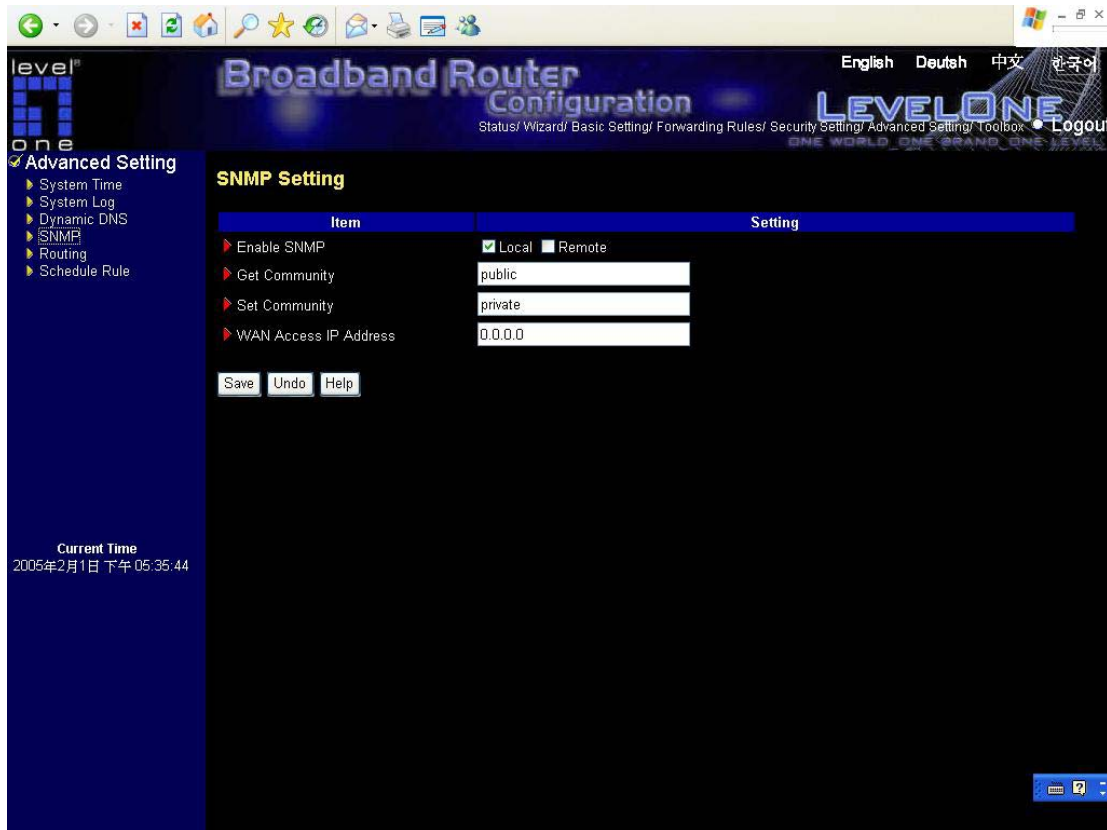 level®
one
Broadband Router
Configuration
English Deutsh 中文 한국어
LEVELONE
Status/ Wizard/ Basic Setting/ Forwarding Rules/ Security Setting/ Advanced Setting/ Toolbox
Logout
ONE WORLD_ONE BRAND_ONE LEVEL
Advanced Setting
System Time
System Log
Dynamic DNS
SNMP
Routing
Schedule Rule
Current Time
2005年2月1日 下午 05:35:44
SNMP Setting
Item Setting
Enable SNMP Local Remote
Get Community public
Set Community private
WAN Access IP Address 0.0.0.0
Save Undo Help